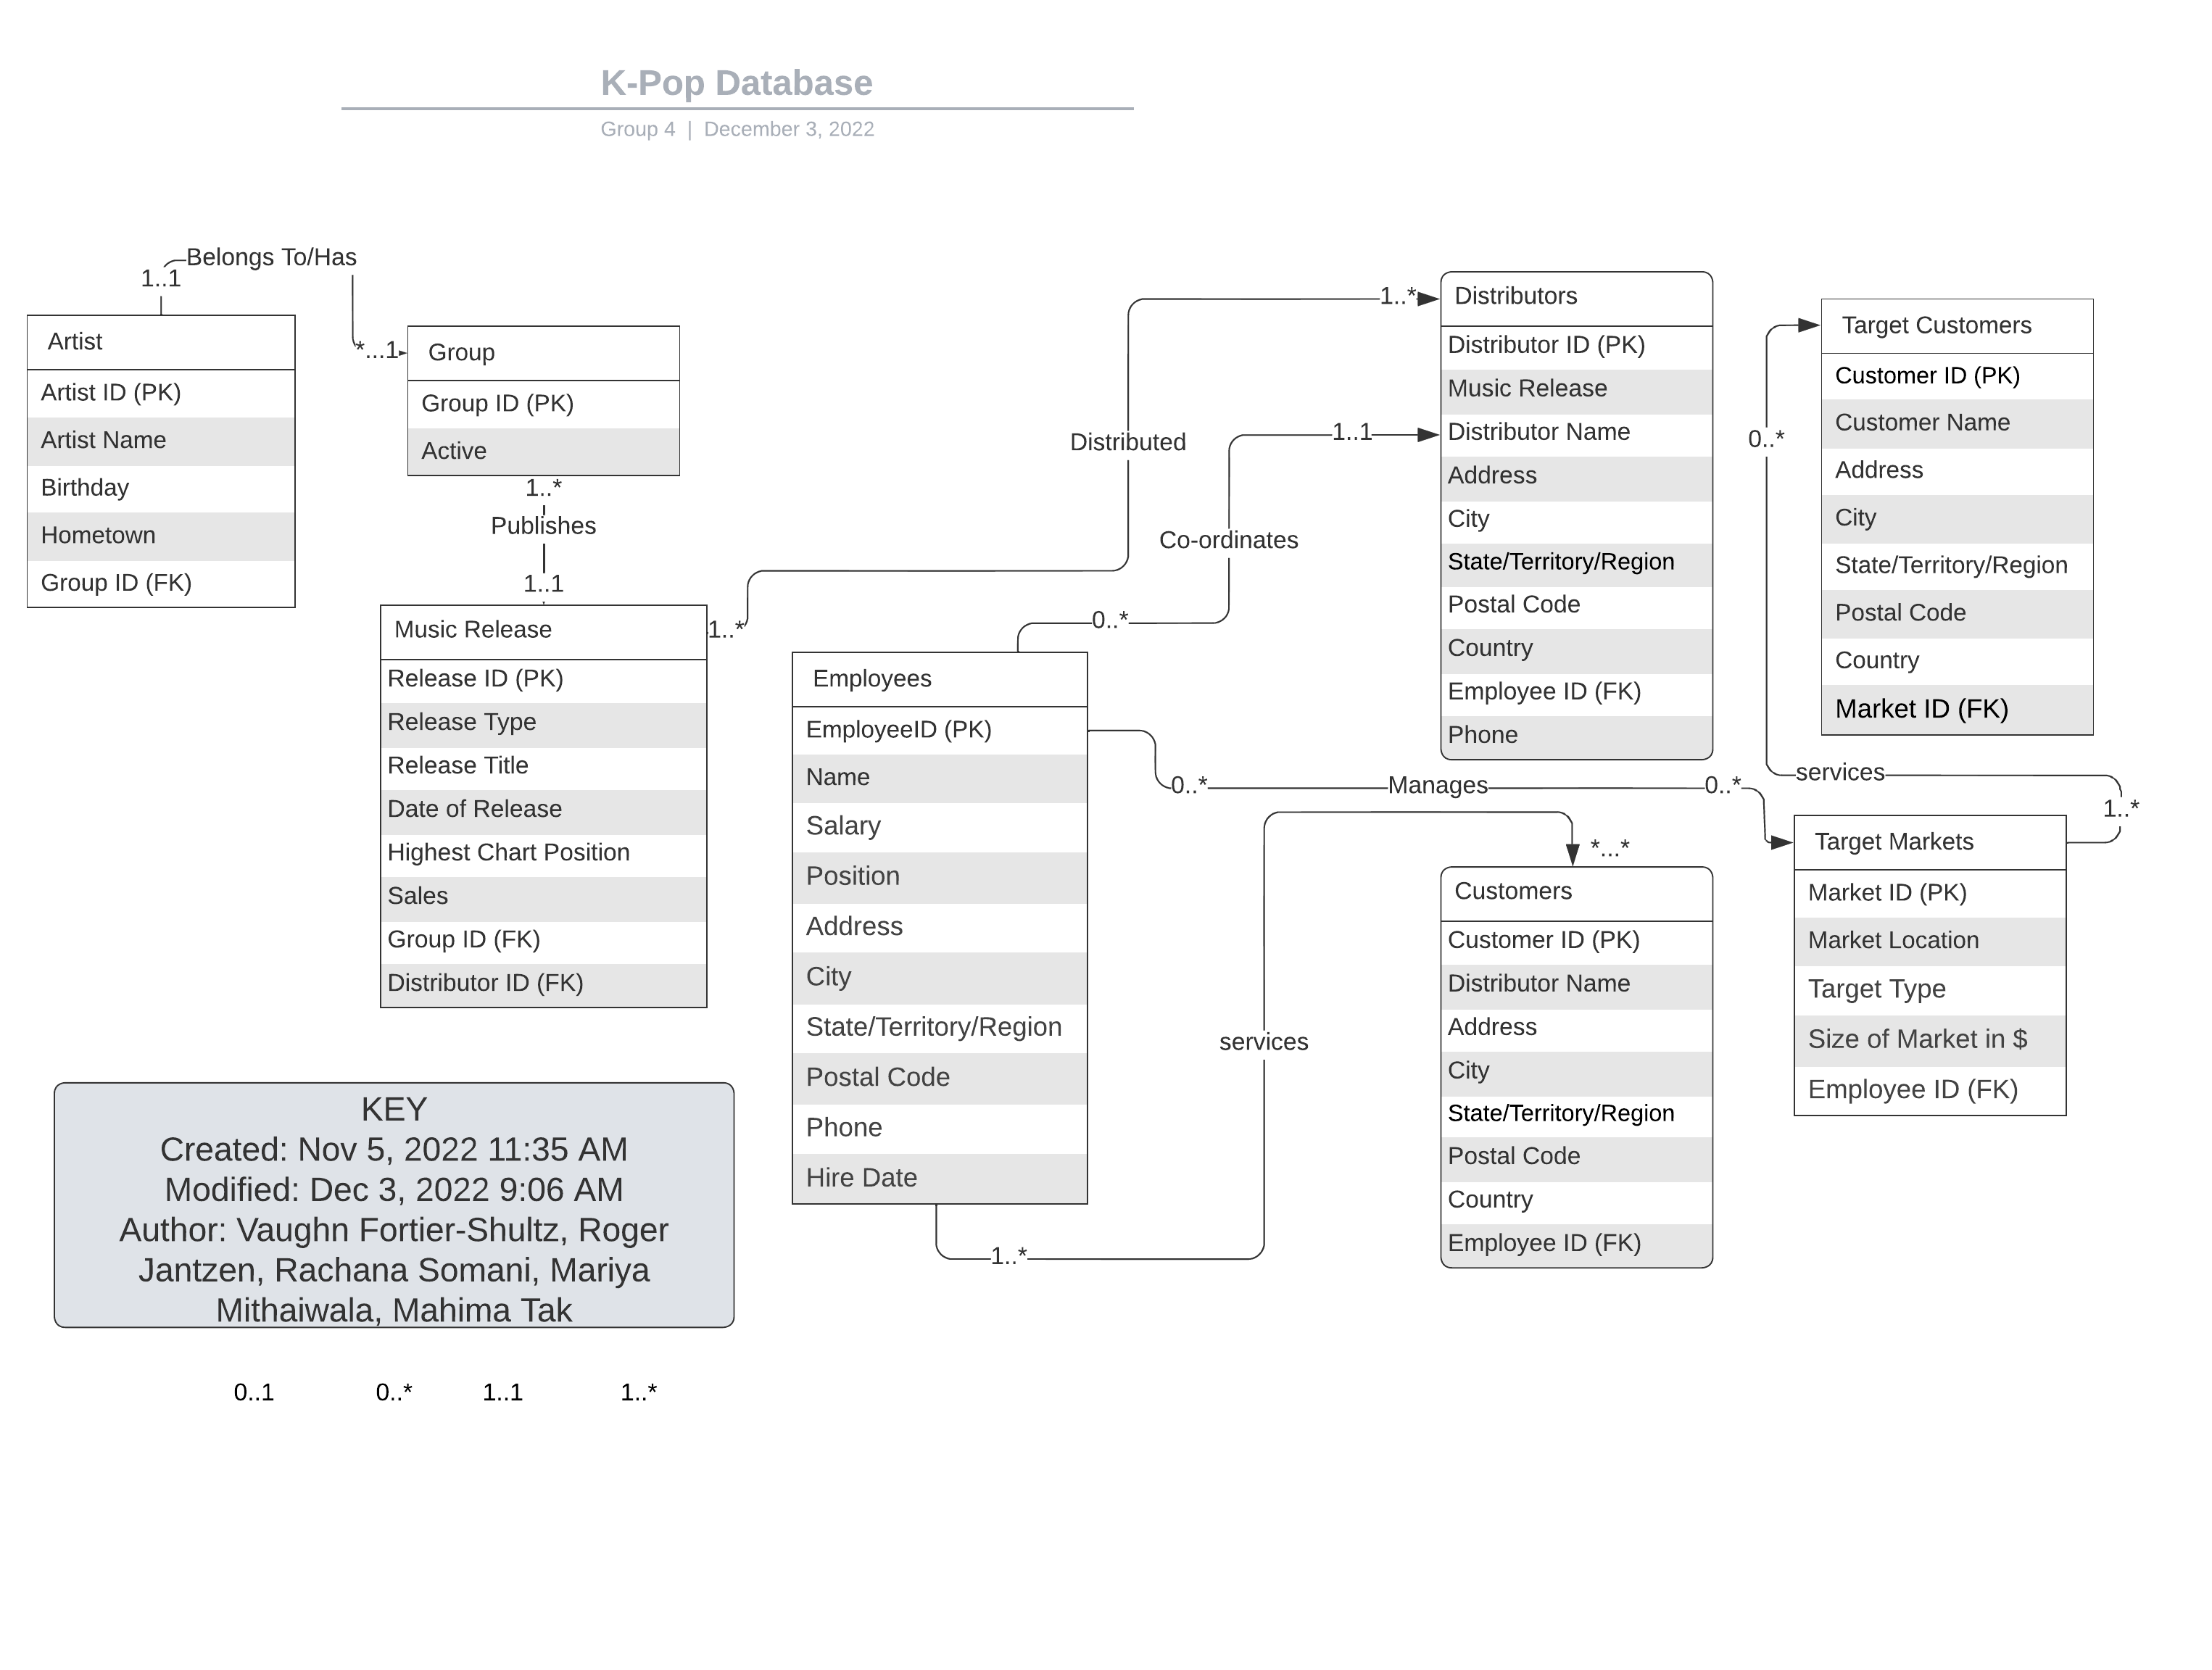 K-Pop Database
Group 4 | December 3, 2022
Belongs To/Has
1..1
*...1
Artist
Artist ID (PK)
Artist Name
Birthday
Hometown
Group ID (FK)
Group
Group ID (PK)
Active
1..*
Publishes
1..1
Music Release
Release ID (PK)
Release Type
Release Title
Date of Release
Highest Chart Position
Sales
Group ID (FK)
Distributor ID (FK)
1..*
Distributed
1..*
Co-ordinates
1..1
0..*
Employees
EmployeeID (PK)
Name
Salary
Position
Address
City
State/Territory/Region
Postal Code
Phone
Hire Date
Distributors
Distributor ID (PK)
Music Release
Distributor Name
Address
City
State/Territory/Region
Postal Code
Country
Employee ID (FK)
Phone
0..*
Manages
0..*
services
1..*
*...*
Customers
Customer ID (PK)
Distributor Name
Address
City
State/Territory/Region
Postal Code
Country
Employee ID (FK)
Target Customers
Customer ID (PK)
Customer Name
Address
City
State/Territory/Region
Postal Code
Country
Market ID (FK)
0..*
services
1..*
Target Markets
Market ID (PK)
Market Location
Target Type
Size of Market in $
Employee ID (FK)
KEY
Created: Nov 5, 2022 11:35 AM
Modified: Dec 3, 2022 9:06 AM
Author: Vaughn Fortier-Shultz, Roger
Jantzen, Rachana Somani, Mariya
Mithaiwala, Mahima Tak
0..1 0..* 1..1 1..*